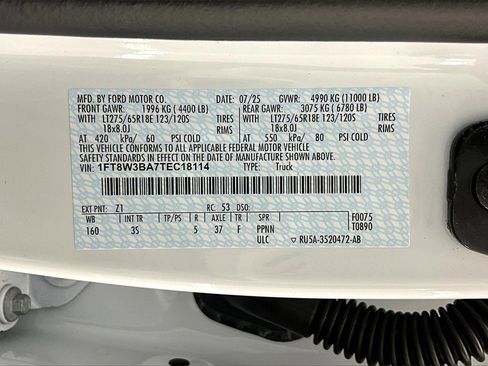 MFD. BY FORD MOTOR CO. DATE: 07/25 GVWR: 4990 KG (11000 LB)
FRONT GAWR: 1996 KG (4400 LB) REAR GAWR: 3075 KG (6780 LB)
WITH LT275/65R18E 123/120S TIRES WITH LT275/65R18E 123/120S TIRES
18x8.0J RIMS 18x8.0J RIMS
AT 420 kPa/ 60 PSI COLD AT 550 kPa/ 80 PSI COLD
THIS VEHICLE CONFORMS TO ALL APPLICABLE FEDERAL MOTOR VEHICLE
SAFETY STANDARDS IN EFFECT ON THE DATE OF MANUFACTURE SHOWN ABOVE.
VIN: 1FT8W3BA7TEC18114 TYPE: Truck
EXT PNT: Z1 RC: 53 DSO:
WB INT TR TP/PS R AXLE TR SPR F0075
160 3S 5 37 F PPNN T0890
ULC RU5A-3520472-AB